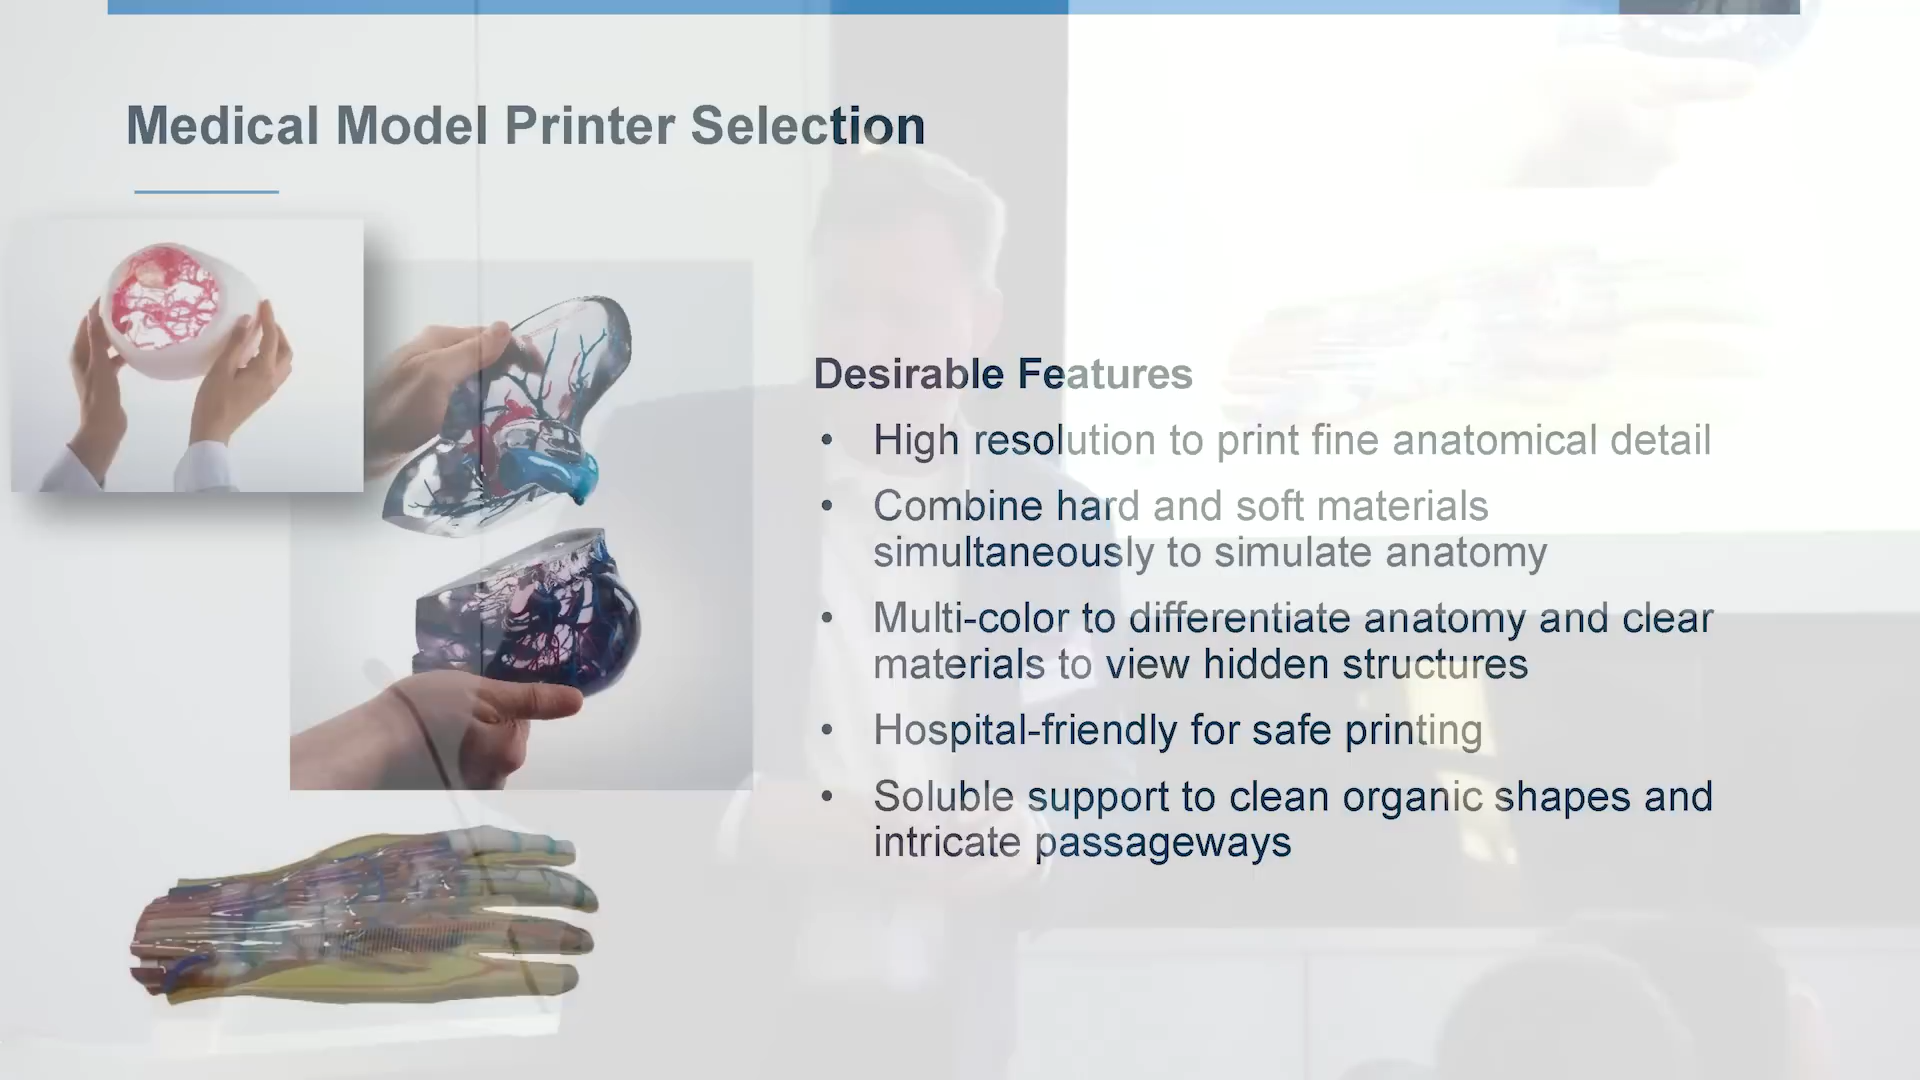 Medical Model Printer Selection
Desirable Features
• High resolution to print fine anatomical detail
• Combine hard and soft materials
simultaneously to simulate anatomy
• Multi-color to differentiate anatomy and clear
materials to view hidden structures
• Hospital-friendly for safe printing
• Soluble support to clean organic shapes and
intricate passageways